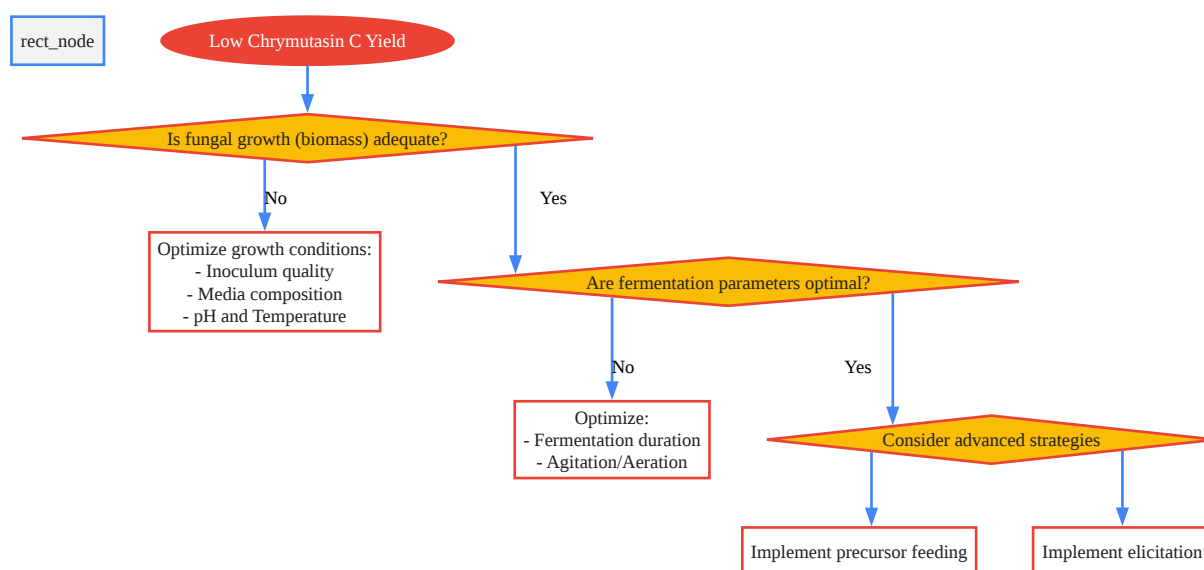 rect_node
Low Chrymutasin C Yield
Is fungal growth (biomass) adequate?
No
Yes
Optimize growth conditions:
- Inoculum quality
- Media composition
- pH and Temperature
Are fermentation parameters optimal?
No
Yes
Optimize:
- Fermentation duration
- Agitation/Aeration
Consider advanced strategies
Implement precursor feeding
Implement elicitation